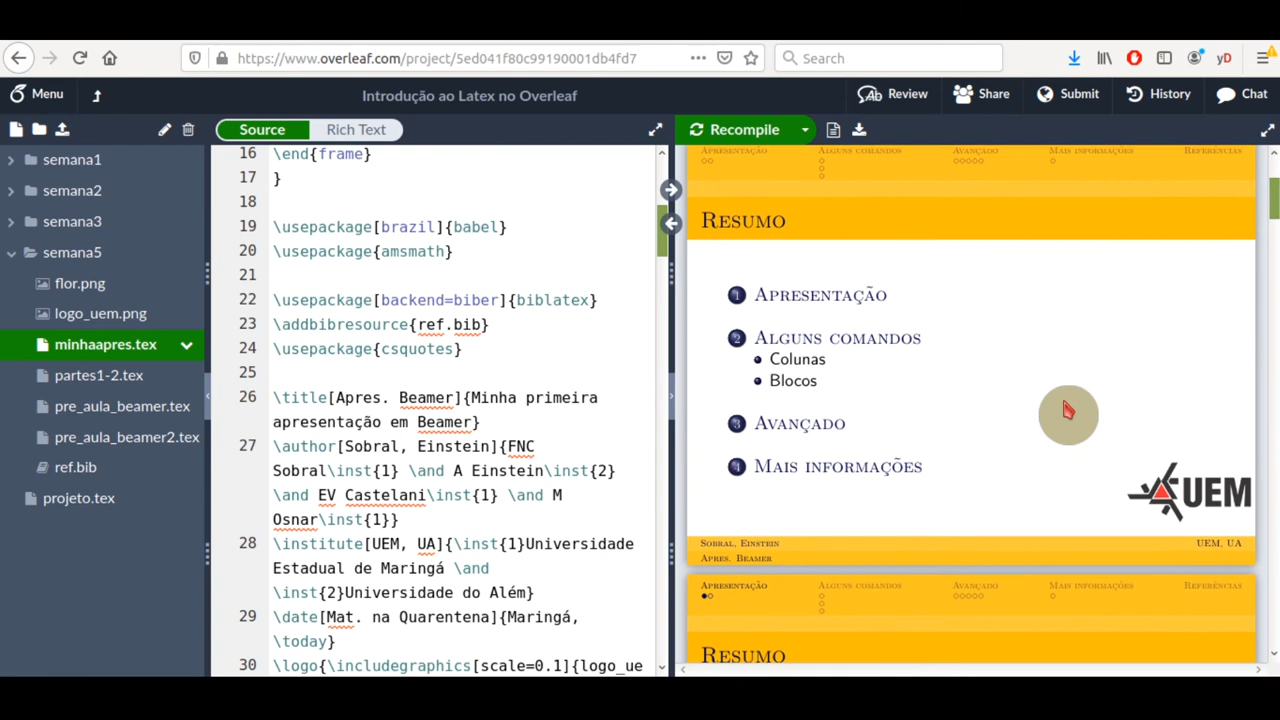 https://www.overleaf.com/project/5ed041f80c99190001db4fd7
Search
yD
Menu
Introdução ao Latex no Overleaf
Review
Share
Submit
History
Chat
Source
Rich Text
Recompile
semana1
semana2
semana3
semana5
flor.png
logo_uem.png
minhaapres.tex
partes1-2.tex
pre_aula_beamer.tex
pre_aula_beamer2.tex
ref.bib
projeto.tex
16 \end{frame}
17 }
18
19 \usepackage[brazil]{babel}
20 \usepackage{amsmath}
21
22 \usepackage[backend=biber]{biblatex}
23 \addbibresource{ref.bib}
24 \usepackage{csquotes}
25
26 \title[Apres. Beamer]{Minha primeira
apresentação em Beamer}
27 \author[Sobral, Einstein]{FNC
Sobral\inst{1} \and A Einstein\inst{2}
\and EV Castelani\inst{1} \and M
Osnar\inst{1}}
28 \institute[UEM, UA]{\inst{1}Universidade
Estadual de Maringá \and
\inst{2}Universidade do Além}
29 \date[Mat. na Quarentena]{Maringá,
\today}
30 \logo{\includegraphics[scale=0.1]{logo_ue
Apresentação Alguns comandos Avançado Mais informações Referências
Resumo
1 Apresentação
2 Alguns comandos
Colunas
Blocos
3 Avançado
4 Mais informações
UEM
Sobral, Einstein UEM, UA
Apres. Beamer
Apresentação Alguns comandos Avançado Mais informações Referências
Resumo